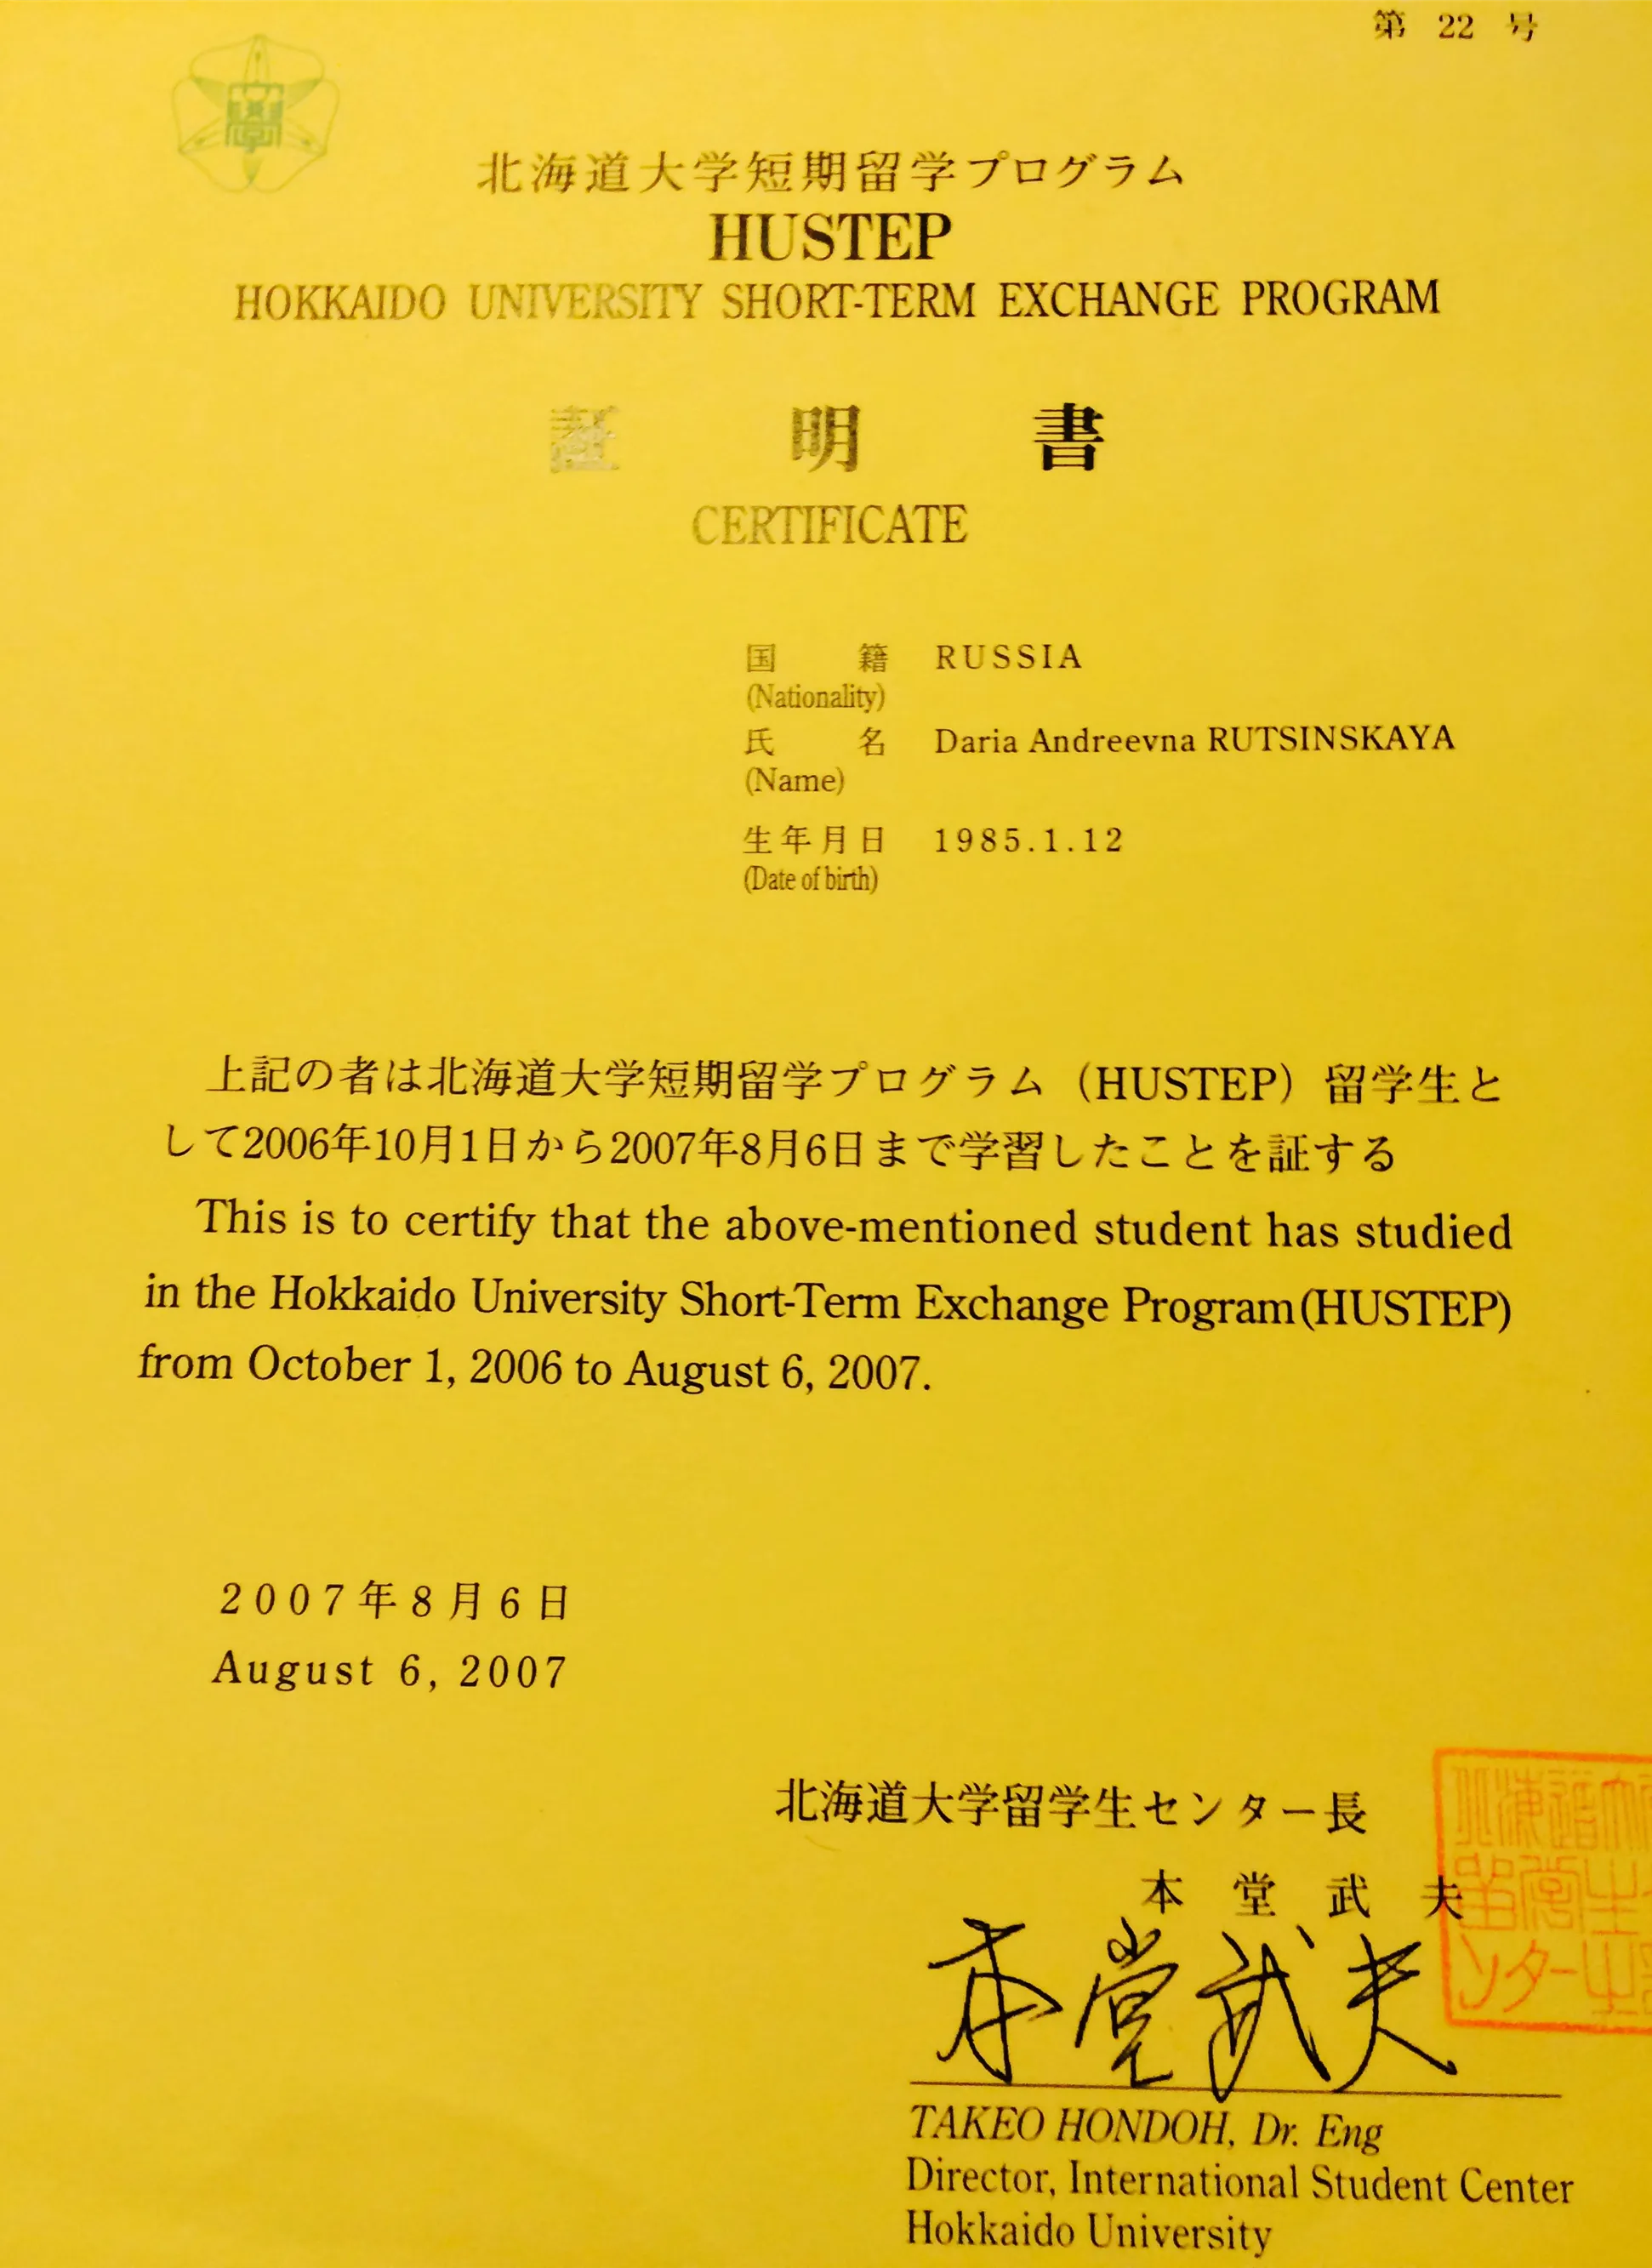 第 22 号
北海道大学短期留学プログラム
HUSTEP
HOKKAIDO UNIVERSITY SHORT-TERM EXCHANGE PROGRAM
証 明 書
CERTIFICATE
国 籍 RUSSIA
(Nationality)
氏 名 Daria Andreevna RUTSINSKAYA
(Name)
生年月日 1985.1.12
(Date of birth)
上記の者は北海道大学短期留学プログラム（HUSTEP）留学生と
して2006年10月1日から2007年8月6日まで学習したことを証する
This is to certify that the above-mentioned student has studied
in the Hokkaido University Short-Term Exchange Program(HUSTEP)
from October 1, 2006 to August 6, 2007.
2007年8月6日
August 6, 2007
北海道大学留学生センター長
本 堂 武 夫
本堂武夫
TAKEO HONDOH, Dr. Eng
Director, International Student Center
Hokkaido University